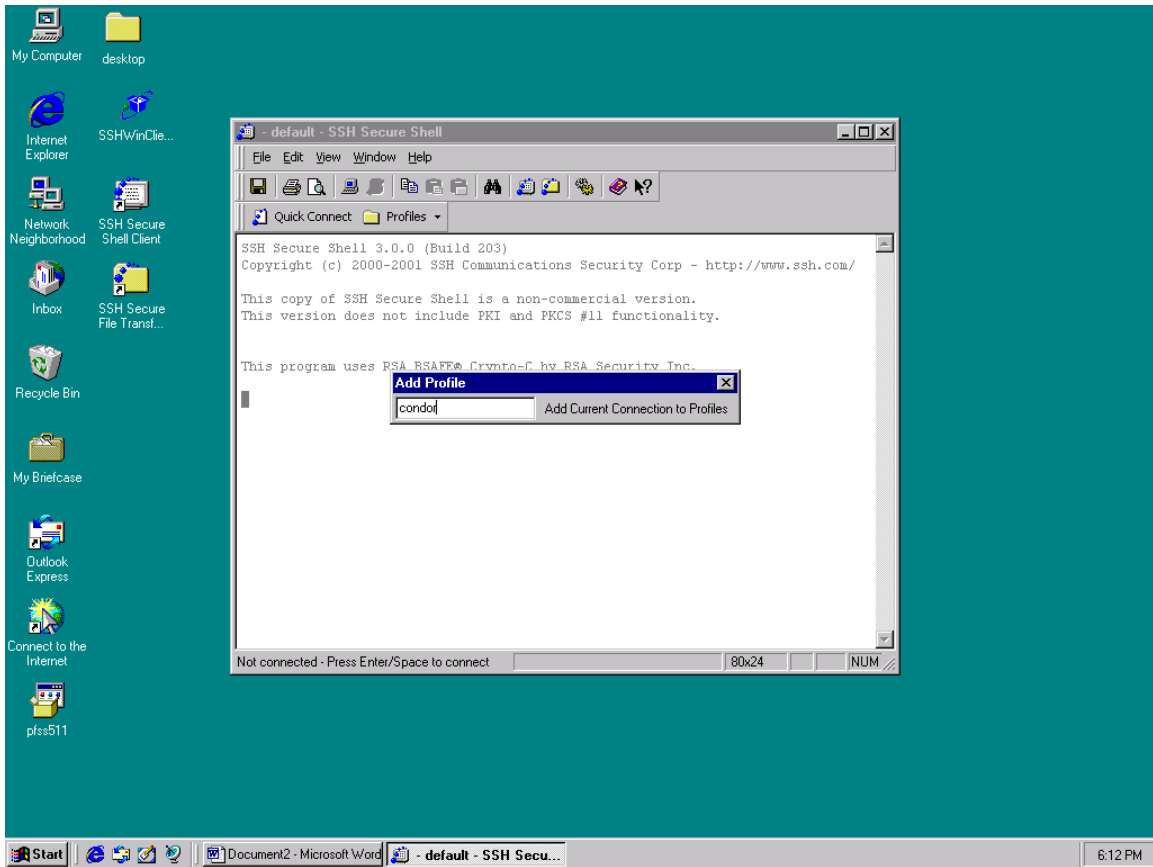 My Computer
desktop
Internet
Explorer
SSHWinClie...
Network
Neighborhood
SSH Secure
Shell Client
Inbox
SSH Secure
File Transf...
Recycle Bin
My Briefcase
Outlook
Express
Connect to the
Internet
pfss511
- default - SSH Secure Shell
File Edit View Window Help
Quick Connect Profiles
SSH Secure Shell 3.0.0 (Build 203)
Copyright (c) 2000-2001 SSH Communications Security Corp - http://www.ssh.com/
This copy of SSH Secure Shell is a non-commercial version.
This version does not include PKI and PKCS #11 functionality.
This program uses RSA BSAFE® Crypto-C by RSA Security Inc.
Add Profile
condor
Add Current Connection to Profiles
Not connected - Press Enter/Space to connect
80x24
NUM
Start
Document2 - Microsoft Word
- default - SSH Secu...
6:12 PM